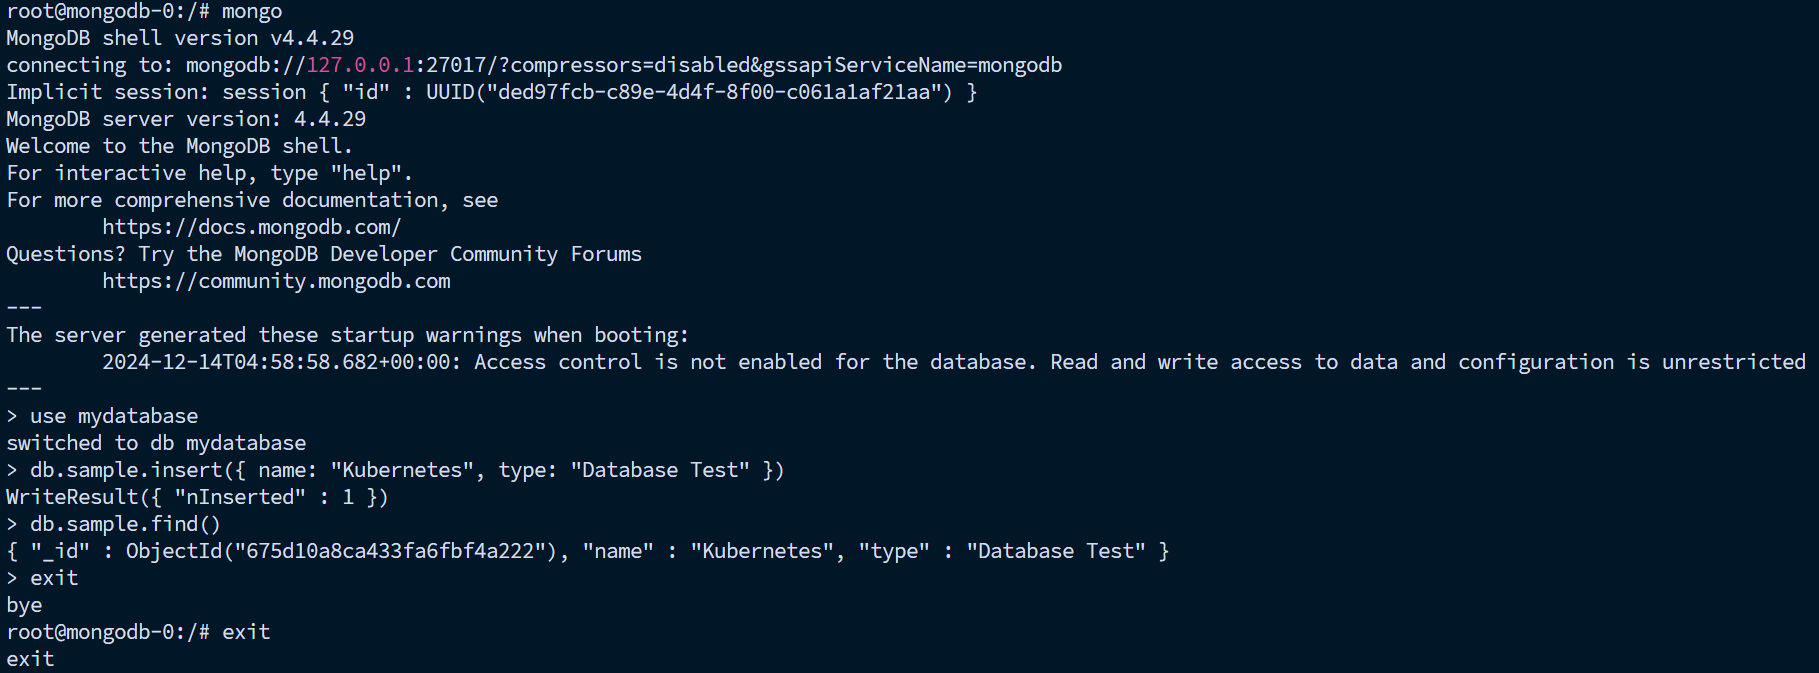 root@mongodb-0:/# mongo
MongoDB shell version v4.4.29
connecting to: mongodb://127.0.0.1:27017/?compressors=disabled&gssapiServiceName=mongodb
Implicit session: session { "id" : UUID("ded97fcb-c89e-4d4f-8f00-c061a1af21aa") }
MongoDB server version: 4.4.29
Welcome to the MongoDB shell.
For interactive help, type "help".
For more comprehensive documentation, see
        https://docs.mongodb.com/
Questions? Try the MongoDB Developer Community Forums
        https://community.mongodb.com
---
The server generated these startup warnings when booting:
        2024-12-14T04:58:58.682+00:00: Access control is not enabled for the database. Read and write access to data and configuration is unrestricted
---
> use mydatabase
switched to db mydatabase
> db.sample.insert({ name: "Kubernetes", type: "Database Test" })
WriteResult({ "nInserted" : 1 })
> db.sample.find()
{ "_id" : ObjectId("675d10a8ca433fa6fbf4a222"), "name" : "Kubernetes", "type" : "Database Test" }
> exit
bye
root@mongodb-0:/# exit
exit